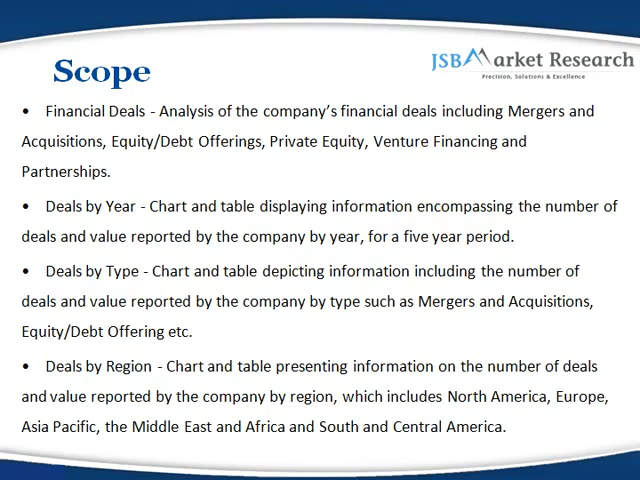 Scope
JSB Market Research
Precision, Solutions & Excellence
• Financial Deals - Analysis of the company’s financial deals including Mergers and
Acquisitions, Equity/Debt Offerings, Private Equity, Venture Financing and
Partnerships.
• Deals by Year - Chart and table displaying information encompassing the number of
deals and value reported by the company by year, for a five year period.
• Deals by Type - Chart and table depicting information including the number of
deals and value reported by the company by type such as Mergers and Acquisitions,
Equity/Debt Offering etc.
• Deals by Region - Chart and table presenting information on the number of deals
and value reported by the company by region, which includes North America, Europe,
Asia Pacific, the Middle East and Africa and South and Central America.